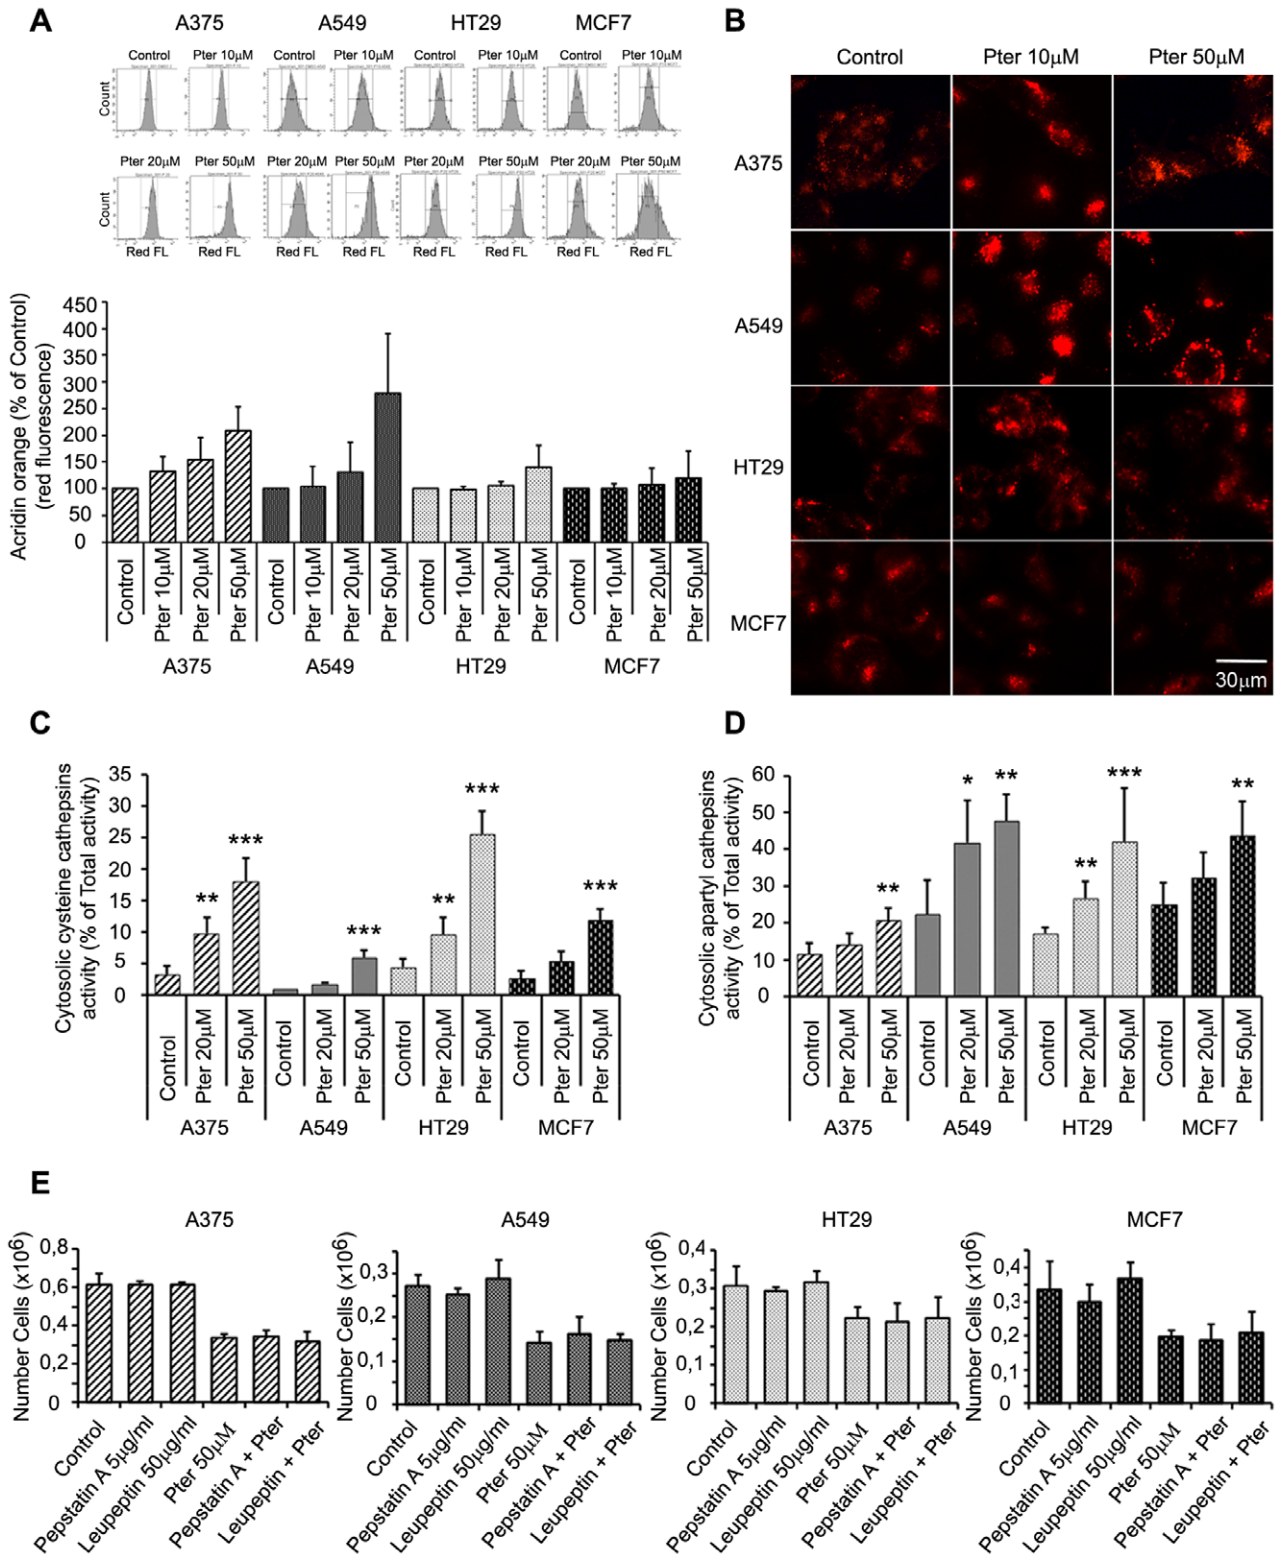 A
A375
A549
HT29
MCF7
Control
Pter 10μM
Control
Pter 10μM
Control
Pter 10μM
Control
Pter 10μM
Count
Pter 20μM
Pter 50μM
Pter 20μM
Pter 50μM
Pter 20μM
Pter 50μM
Pter 20μM
Pter 50μM
Count
Red FL
Red FL
Red FL
Red FL
Red FL
Red FL
Red FL
Red FL
Acridin orange (% of Control)
(red fluorescence)
450
400
350
300
250
200
150
100
50
0
Control
Pter 10μM
Pter 20μM
Pter 50μM
Control
Pter 10μM
Pter 20μM
Pter 50μM
Control
Pter 10μM
Pter 20μM
Pter 50μM
Control
Pter 10μM
Pter 20μM
Pter 50μM
A375
A549
HT29
MCF7
B
Control
Pter 10μM
Pter 50μM
A375
A549
HT29
MCF7
30μm
C
Cytosolic cysteine cathepsins
activity (% of Total activity)
35
30
25
20
15
10
5
0
**
***
***
**
***
***
Control
Pter 20μM
Pter 50μM
Control
Pter 20μM
Pter 50μM
Control
Pter 20μM
Pter 50μM
Control
Pter 20μM
Pter 50μM
A375
A549
HT29
MCF7
D
Cytosolic apartyl cathepsins
activity (% of Total activity)
60
50
40
30
20
10
0
**
*
**
**
***
**
Control
Pter 20μM
Pter 50μM
Control
Pter 20μM
Pter 50μM
Control
Pter 20μM
Pter 50μM
Control
Pter 20μM
Pter 50μM
A375
A549
HT29
MCF7
E
A375
Number Cells (x10⁶)
0,8
0,6
0,4
0,2
0
Control
Pepstatin A 5μg/ml
Leupeptin 50μg/ml
Pter 50μM
Pepstatin A + Pter
Leupeptin + Pter
A549
Number Cells (x10⁶)
0,3
0,2
0,1
0
Control
Pepstatin A 5μg/ml
Leupeptin 50μg/ml
Pter 50μM
Pepstatin A + Pter
Leupeptin + Pter
HT29
Number Cells (x10⁶)
0,4
0,3
0,2
0,1
0
Control
Pepstatin A 5μg/ml
Leupeptin 50μg/ml
Pter 50μM
Pepstatin A + Pter
Leupeptin + Pter
MCF7
Number Cells (x10⁶)
0,4
0,3
0,2
0,1
0
Control
Pepstatin A 5μg/ml
Leupeptin 50μg/ml
Pter 50μM
Pepstatin A + Pter
Leupeptin + Pter